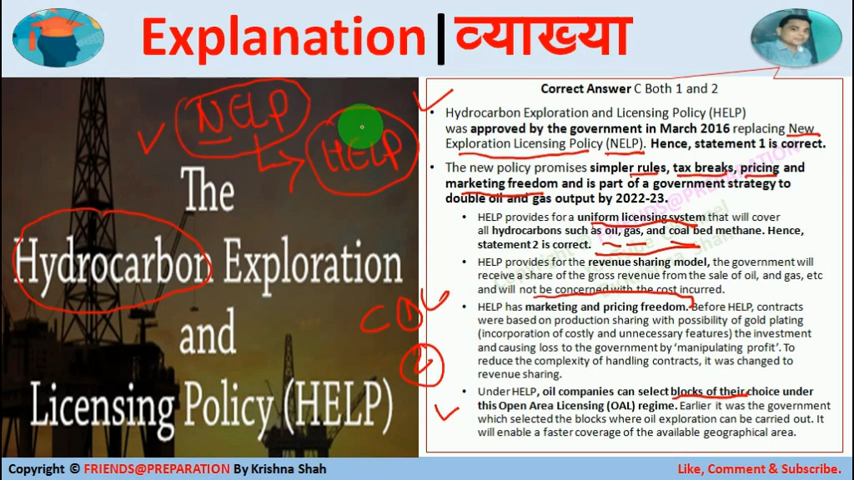 Explanation|व्याख्या
NELP
HELP
The
Hydrocarbon Exploration
and
Licensing Policy (HELP)
Correct Answer C Both 1 and 2
• Hydrocarbon Exploration and Licensing Policy (HELP)
was approved by the government in March 2016 replacing New
Exploration Licensing Policy (NELP). Hence, statement 1 is correct.
• The new policy promises simpler rules, tax breaks, pricing and
marketing freedom and is part of a government strategy to
double oil and gas output by 2022-23.
• HELP provides for a uniform licensing system that will cover
all hydrocarbons such as oil, gas, and coal bed methane. Hence,
statement 2 is correct.
• HELP provides for the revenue sharing model, the government will
receive a share of the gross revenue from the sale of oil, and gas, etc
and will not be concerned with the cost incurred.
• HELP has marketing and pricing freedom. Before HELP, contracts
were based on production sharing with possibility of gold plating
(incorporation of costly and unnecessary features) the investment
and causing loss to the government by 'manipulating profit'. To
reduce the complexity of handling contracts, it was changed to
revenue sharing.
• Under HELP, oil companies can select blocks of their choice under
this Open Area Licensing (OAL) regime. Earlier it was the government
which selected the blocks where oil exploration can be carried out. It
will enable a faster coverage of the available geographical area.
Copyright © FRIENDS@PREPARATION By Krishna Shah
Like, Comment & Subscribe.